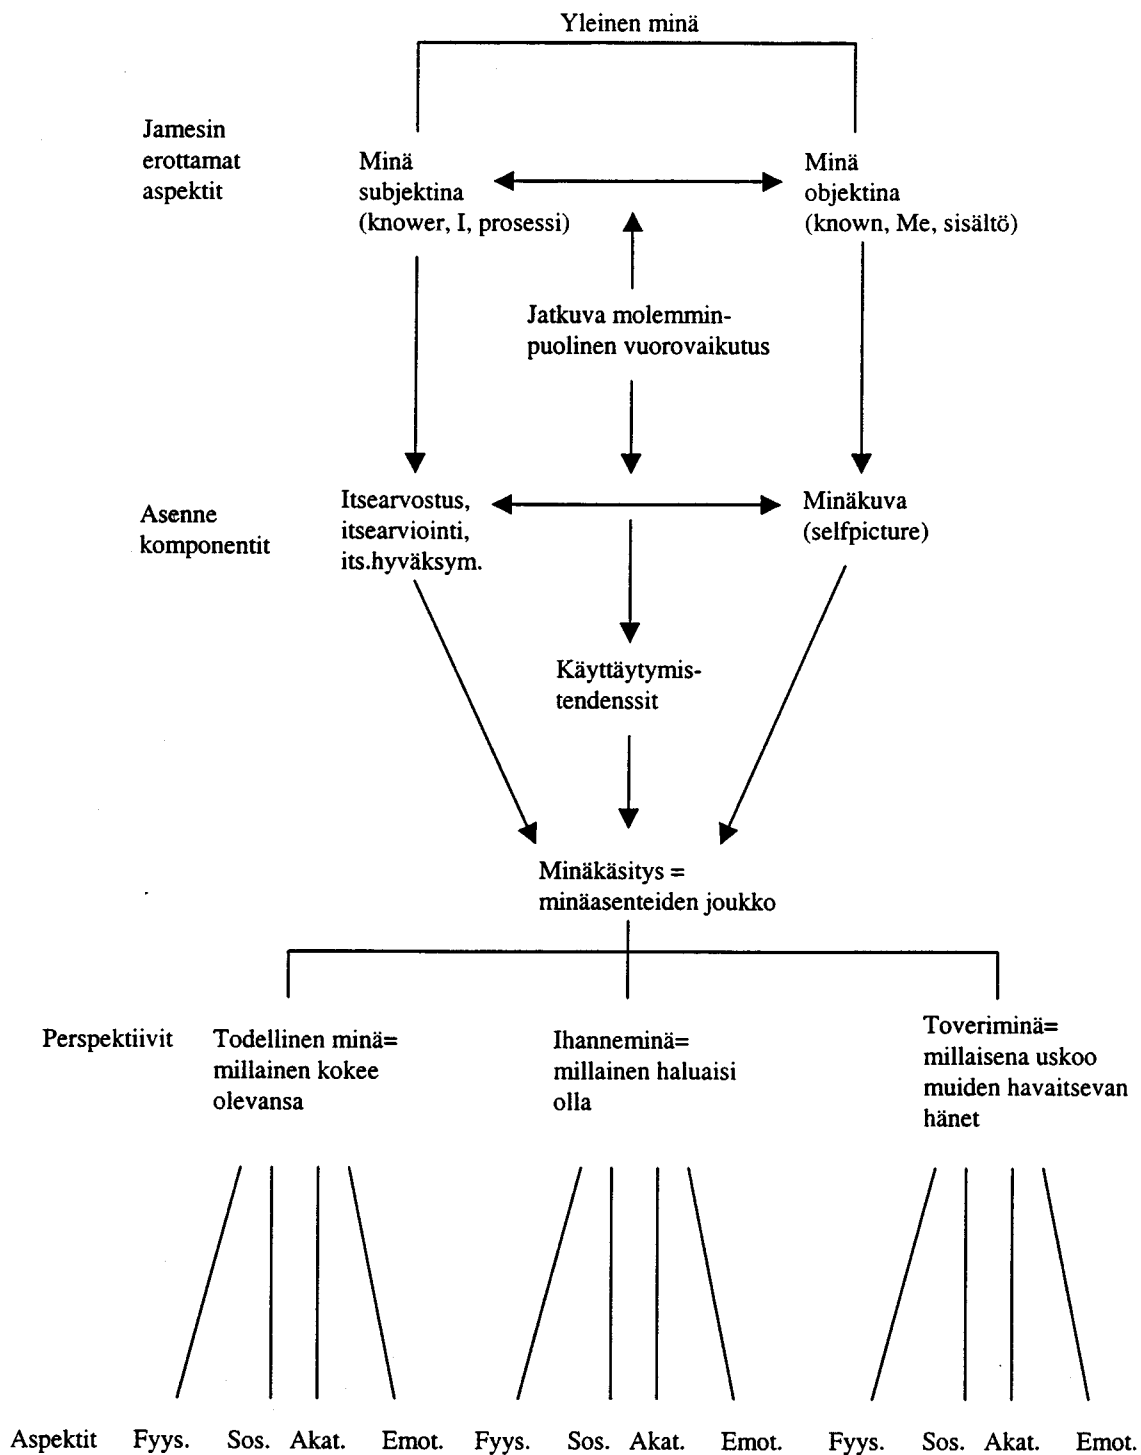 Yleinen minä
Jamesin
erottamat
aspektit
Minä
subjektina
(knower, I, prosessi)
Minä
objektina
(known, Me, sisältö)
Jatkuva molemmin-
puolinen vuorovaikutus
Asenne
komponentit
Itsearvostus,
itsearviointi,
its.hyväksym.
Minäkuva
(selfpicture)
Käyttäytymis-
tendenssit
Minäkäsitys =
minäasenteiden joukko
Perspektiivit
Todellinen minä=
millainen kokee
olevansa
Ihanneminä=
millainen haluaisi
olla
Toveriminä=
millaisena uskoo
muiden havaitsevan
hänet
Aspektit Fyys. Sos. Akat. Emot. Fyys. Sos. Akat. Emot. Fyys. Sos. Akat. Emot.